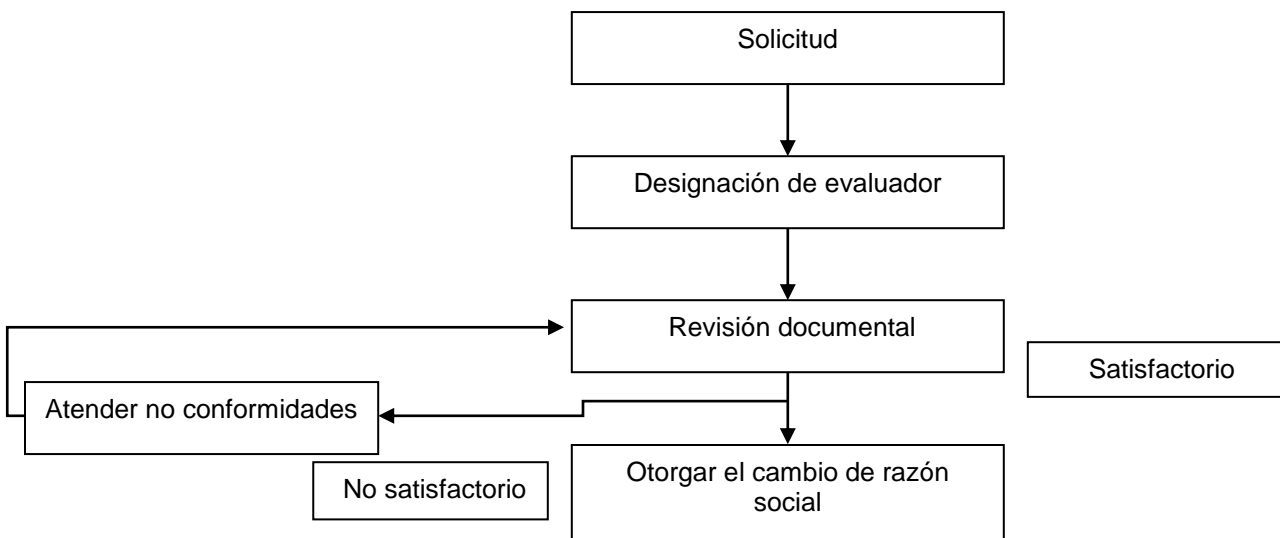 Solicitud
Designación de evaluador
Revisión documental
Satisfactorio
Atender no conformidades
No satisfactorio
Otorgar el cambio de razón
social